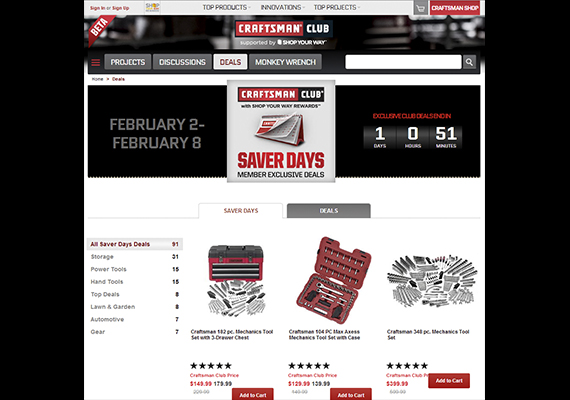 Sign In or Sign Up
TOP PRODUCTS
INNOVATIONS
TOP PROJECTS
CRAFTSMAN SHOP
BETA
CRAFTSMAN CLUB
supported by SHOP YOUR WAY
PROJECTS
DISCUSSIONS
DEALS
MONKEY WRENCH
Home > Deals
FEBRUARY 2-
FEBRUARY 8
CRAFTSMAN CLUB
with SHOP YOUR WAY REWARDS
CRAFTSMAN
SAVER DAYS
MEMBER EXCLUSIVE DEALS
EXCLUSIVE CLUB DEALS END IN
1 0 51
DAYS HOURS MINUTES
SAVER DAYS
DEALS
All Saver Days Deals 91
Storage 31
Power Tools 15
Hand Tools 15
Top Deals 8
Lawn & Garden 8
Automotive 7
Gear 7
Craftsman 182 pc. Mechanics Tool
Set with 3-Drawer Chest
Craftsman Club Price
$149.99 179.99
229.99
Add to Cart
Craftsman 104 PC Max Axess
Mechanics Tool Set with Case
Craftsman Club Price
$129.99 139.99
149.99
Add to Cart
Craftsman 348 pc. Mechanics Tool
Set
Craftsman Club
$399.99
Add to Cart